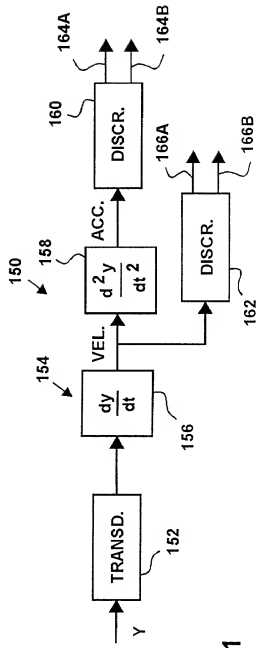 150
154
Y
TRANSD.
152
dy
dt
156
VEL.
d²y
dt²
158
ACC.
DISCR.
160
164A
164B
DISCR.
162
166A
166B
1